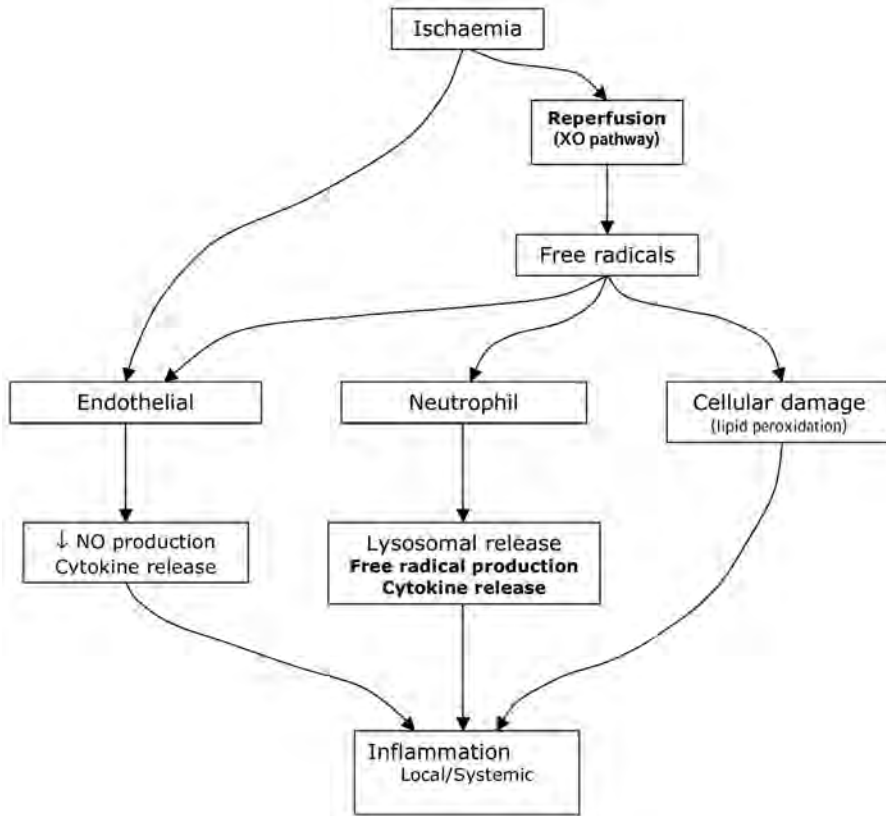 Ischaemia
Reperfusion
(XO pathway)
Free radicals
Endothelial
Neutrophil
Cellular damage
(lipid peroxidation)
↓ NO production
Cytokine release
Lysosomal release
Free radical production
Cytokine release
Inflammation
Local/Systemic